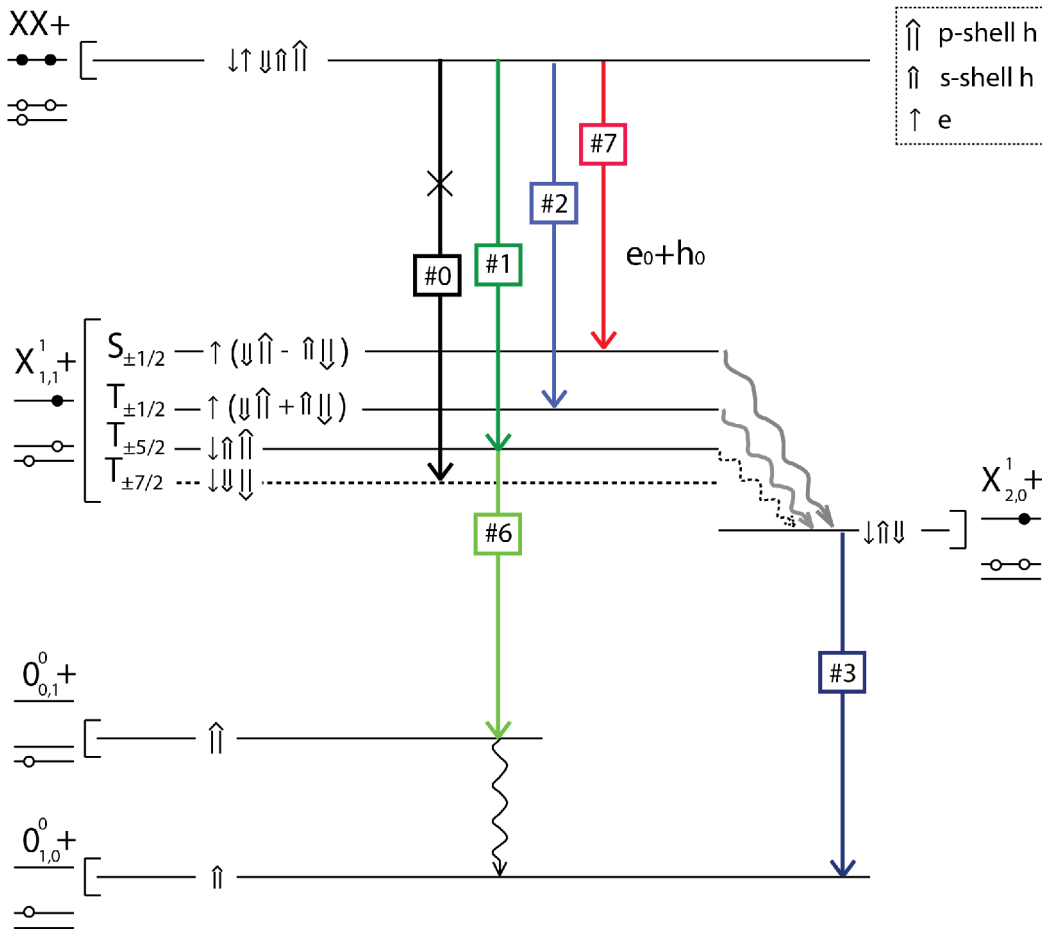 XX+
↓↑⇓⇑⇑
⇑ p-shell h
⇑ s-shell h
↑ e
#7
#2
#1
#0
e₀+h₀
X¹₁,₁+
S±1/2 ↑(⇓⇑ - ⇑⇓)
T±1/2 ↑(⇓⇑+⇑⇓)
T±5/2 ↓⇑⇑
T±7/2 ↓⇓⇓
↓⇑⇓
X¹₂,₀+
#6
#3
0⁰₀,₁+
⇑
0⁰₁,₀+
⇑